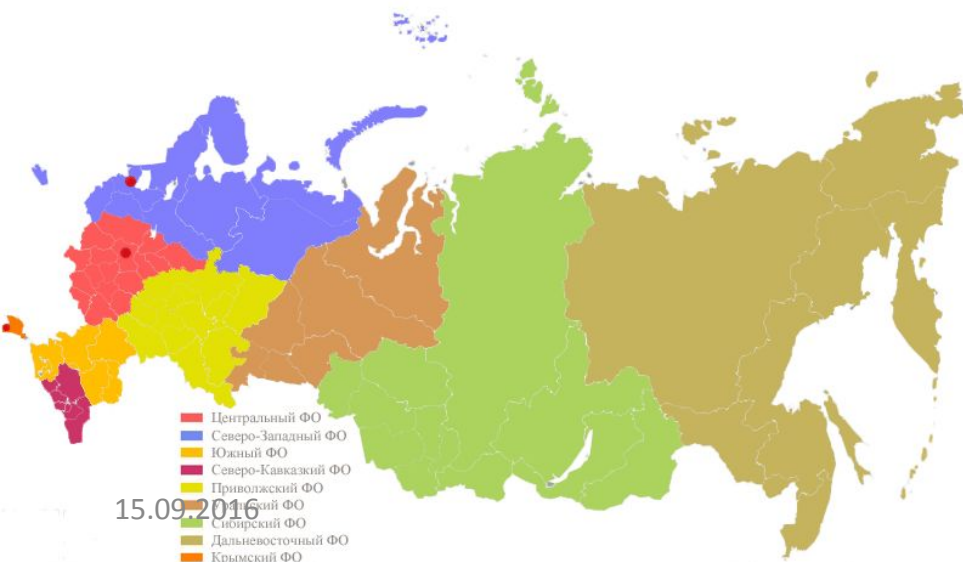 Центральный ФО
Северо-Западный ФО
Южный ФО
Северо-Кавказкий ФО
Приволжский ФО
Уральский ФО
Сибирский ФО
Дальневосточный ФО
Крымский ФО
15.09.2016